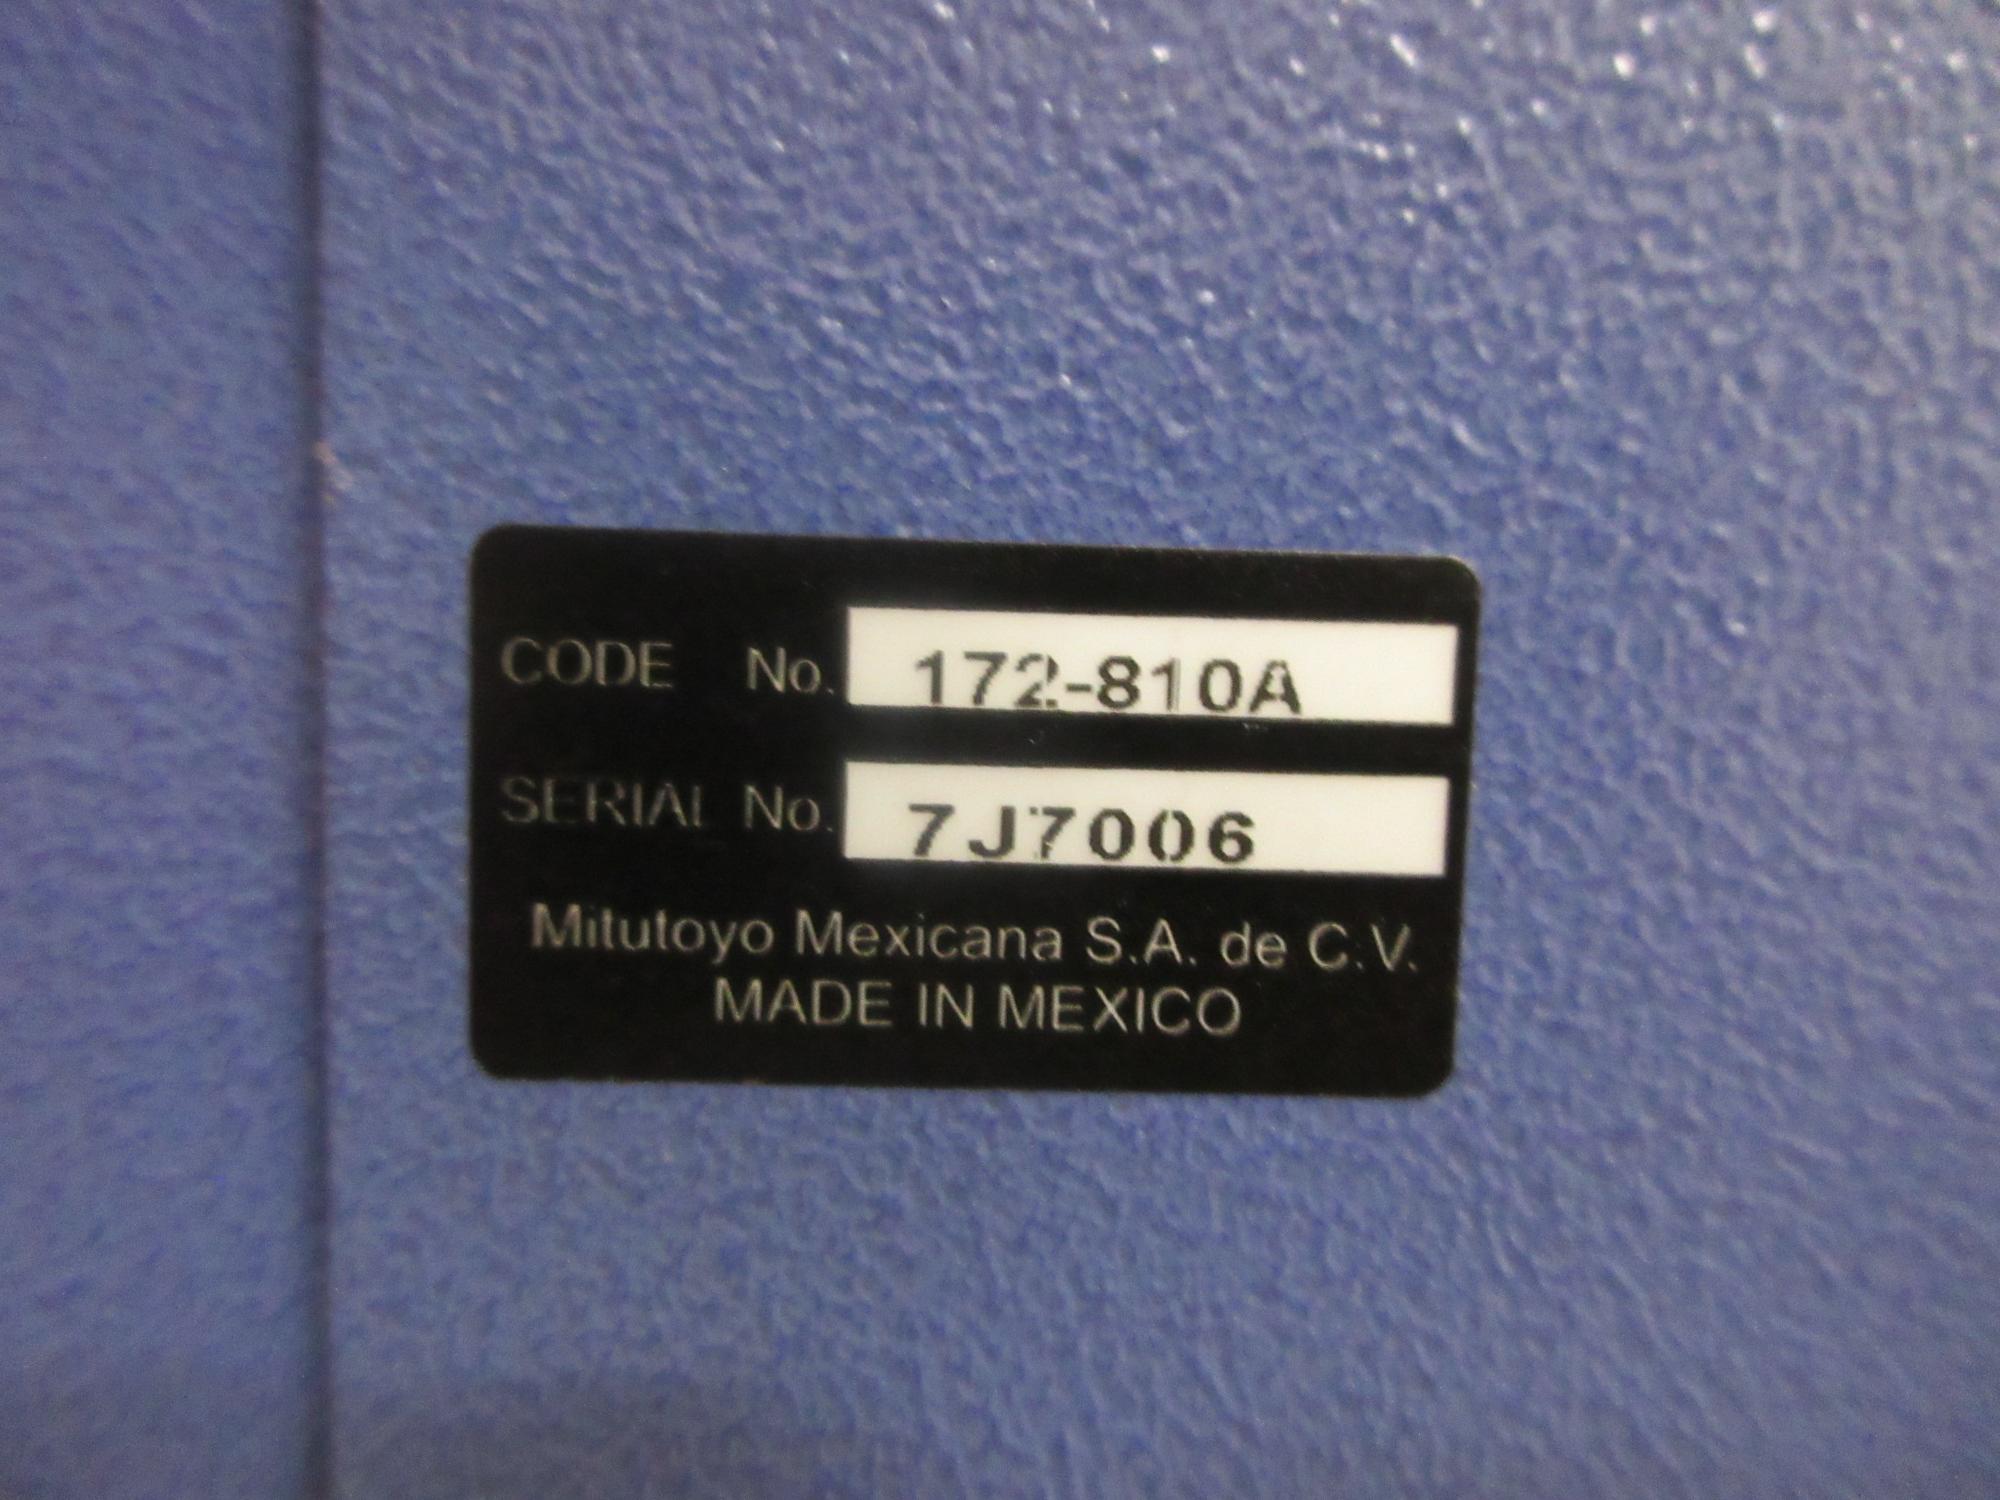 CODE No. 172-810A
SERIAL No. 7J7006
Mitutoyo Mexicana S.A. de C.V.
MADE IN MEXICO